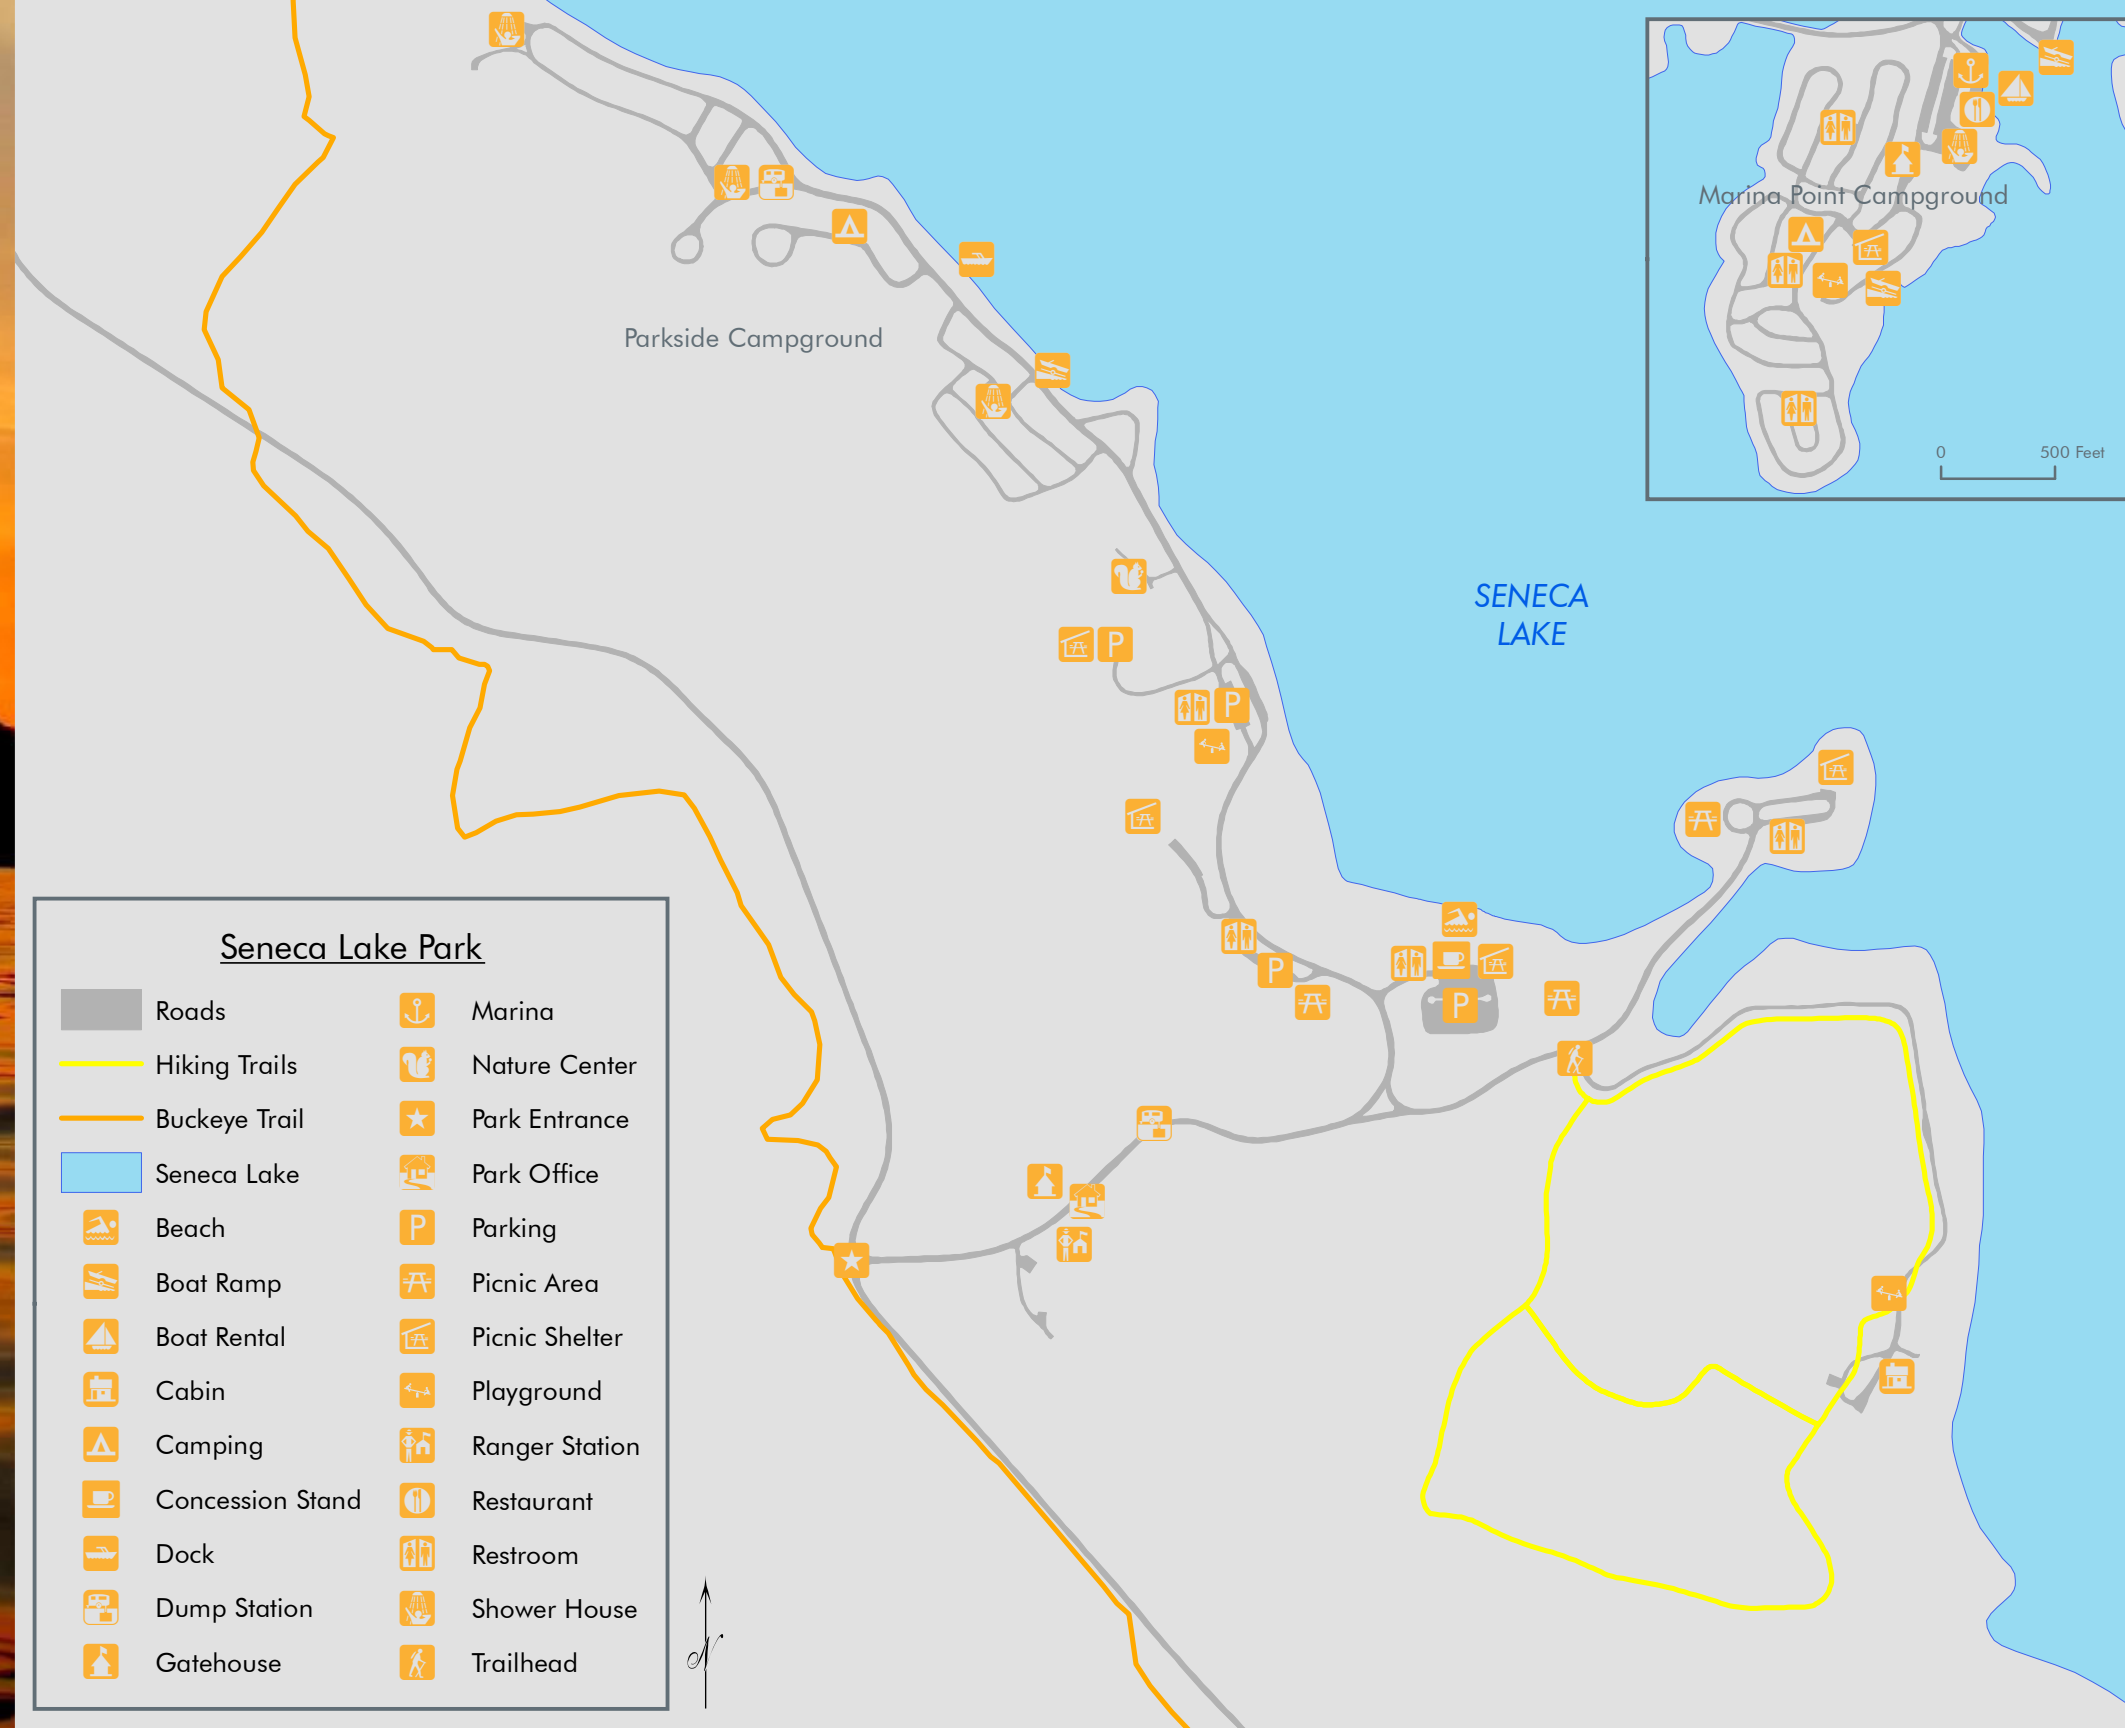 Marina Point Campground
0 500 Feet
Parkside Campground
SENECA
LAKE
P
P
P
P
Seneca Lake Park
Roads
Hiking Trails
Buckeye Trail
Seneca Lake
Beach
Boat Ramp
Boat Rental
Cabin
Camping
Concession Stand
Dock
Dump Station
Gatehouse
Marina
Nature Center
Park Entrance
Park Office
P Parking
Picnic Area
Picnic Shelter
Playground
Ranger Station
Restaurant
Restroom
Shower House
Trailhead
N